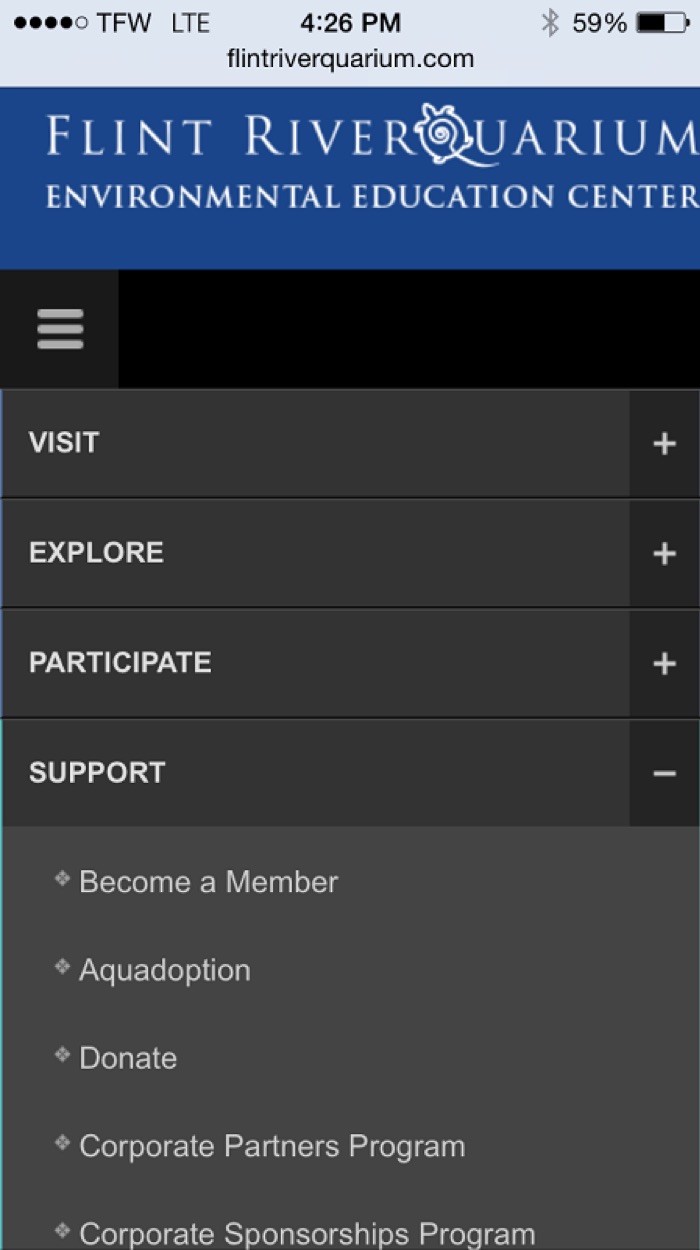 TFW LTE 4:26 PM 59%
flintriverquarium.com
FLINT RIVERQUARIUM
ENVIRONMENTAL EDUCATION CENTER
VISIT +
EXPLORE +
PARTICIPATE +
SUPPORT −
Become a Member
Aquadoption
Donate
Corporate Partners Program
Corporate Sponsorships Program